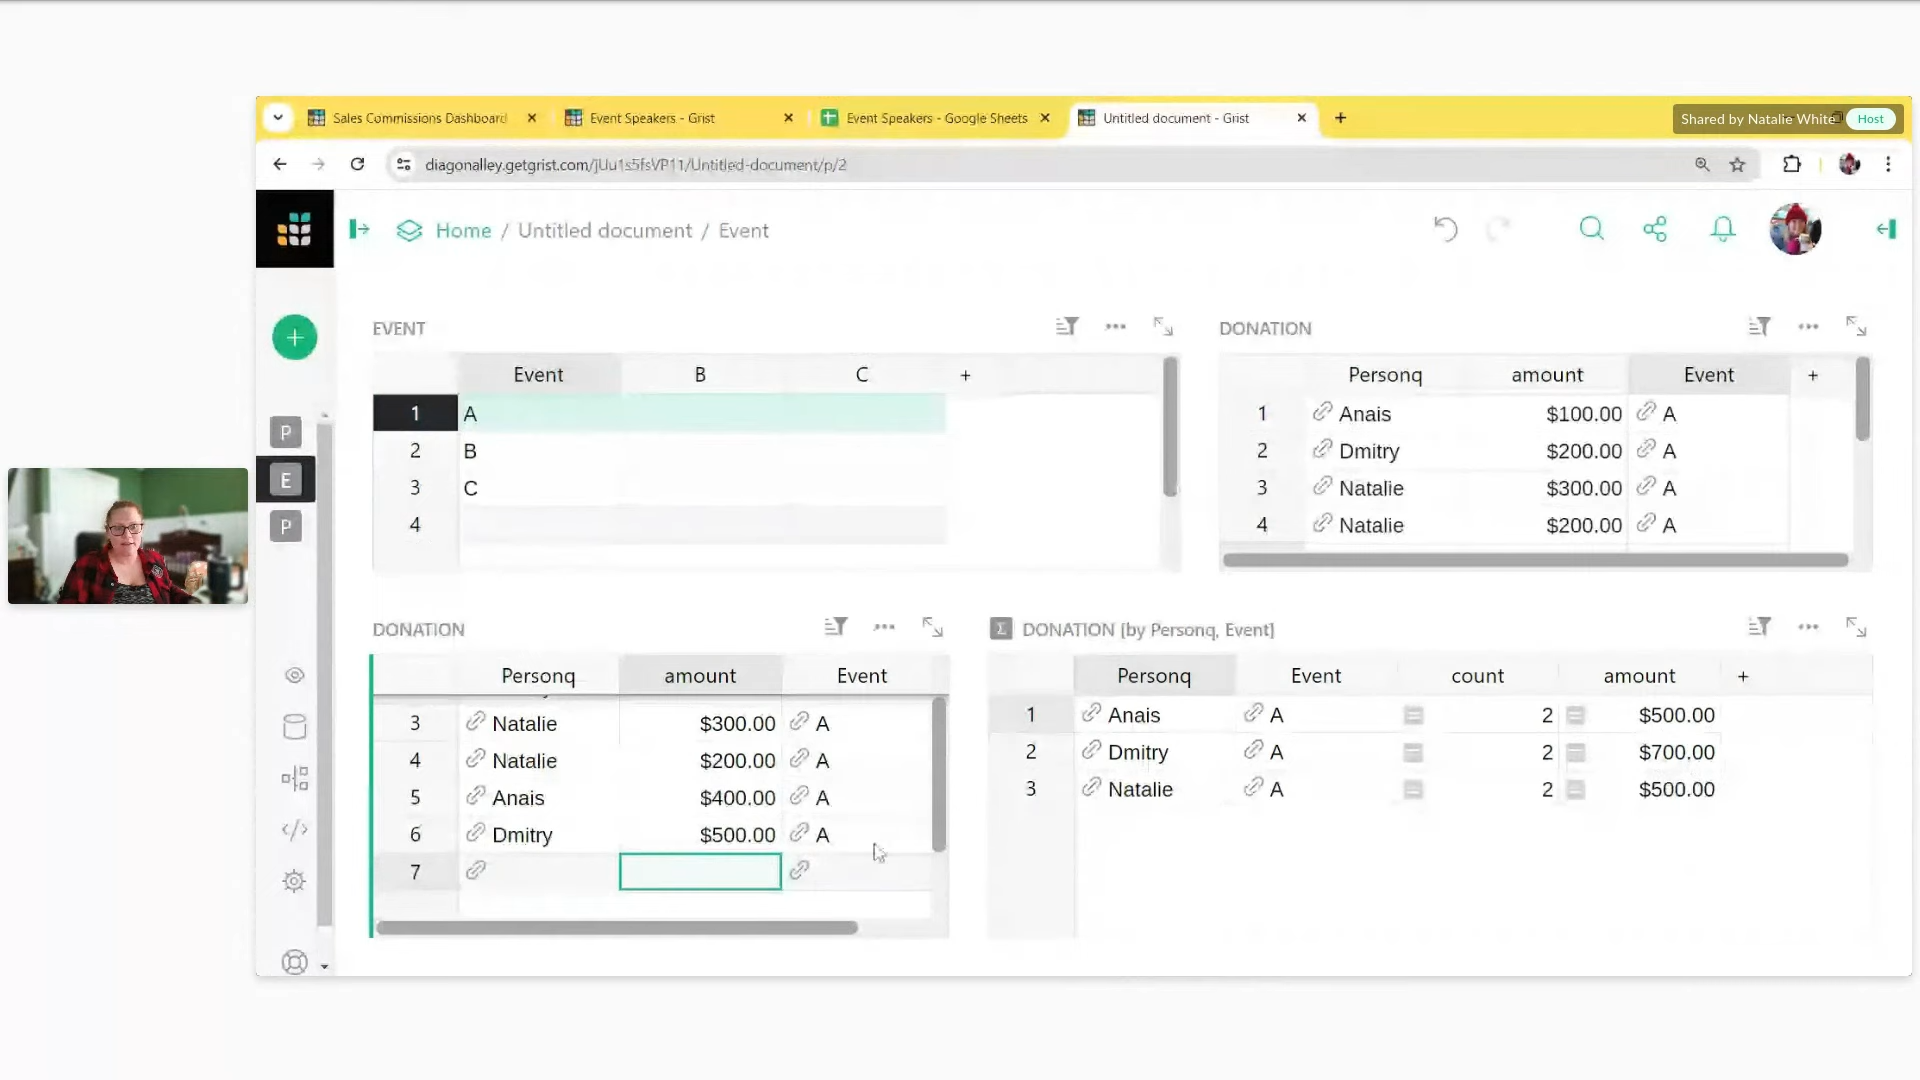 Sales Commissions Dashboard
Event Speakers - Grist
Event Speakers - Google Sheets
Untitled document - Grist
Shared by Natalie White
Host
diagonalley.getgrist.com/jUu1s5fsVP11/Untitled-document/p/2
Home / Untitled document / Event
P
E
P
EVENT
Event B C +
1 A
2 B
3 C
4
DONATION
Personq amount Event +
1 Anais $100.00 A
2 Dmitry $200.00 A
3 Natalie $300.00 A
4 Natalie $200.00 A
DONATION
Personq amount Event
3 Natalie $300.00 A
4 Natalie $200.00 A
5 Anais $400.00 A
6 Dmitry $500.00 A
7
Σ DONATION [by Personq, Event]
Personq Event count amount +
1 Anais A 2 $500.00
2 Dmitry A 2 $700.00
3 Natalie A 2 $500.00